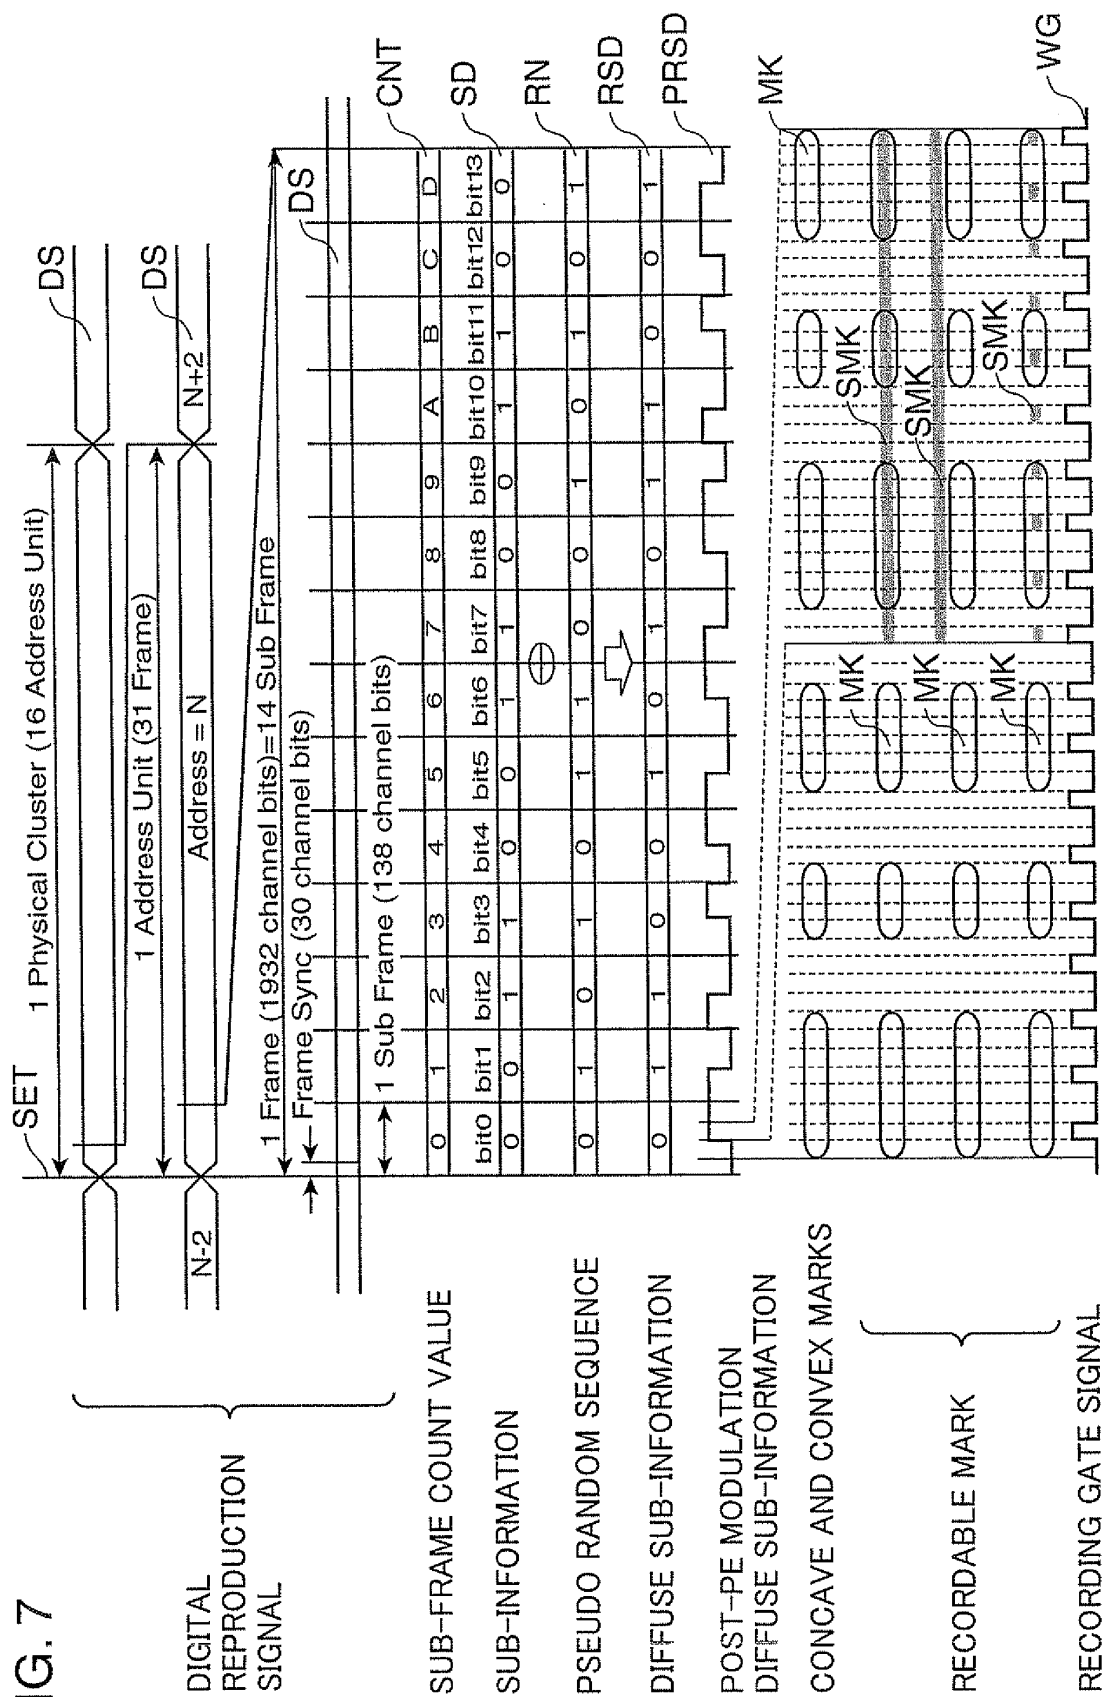 IG. 7
SET
1 Physical Cluster (16 Address Unit)
DS
1 Address Unit (31 Frame)
DIGITAL
REPRODUCTION
SIGNAL
N-2
Address = N
N+2
DS
1 Frame (1932 channel bits)=14 Sub Frame
Frame Sync (30 channel bits)
DS
1 Sub Frame (138 channel bits)
SUB-FRAME COUNT VALUE
0 1 2 3 4 5 6 7 8 9 A B C D
CNT
SUB-INFORMATION
bit0 bit1 bit2 bit3 bit4 bit5 bit6 bit7 bit8 bit9 bit10 bit11 bit12 bit13
0 0 1 1 0 0 1 1 0 0 1 1 0 0
SD
PSEUDO RANDOM SEQUENCE
0 1 0 1 0 1 1 0 0 1 0 1 0 1
RN
DIFFUSE SUB-INFORMATION
0 1 1 0 0 1 0 1 0 1 1 0 0 1
RSD
POST-PE MODULATION
DIFFUSE SUB-INFORMATION
PRSD
CONCAVE AND CONVEX MARKS
MK
RECORDABLE MARK
MK
SMK
MK
SMK
MK
SMK
RECORDING GATE SIGNAL
WG